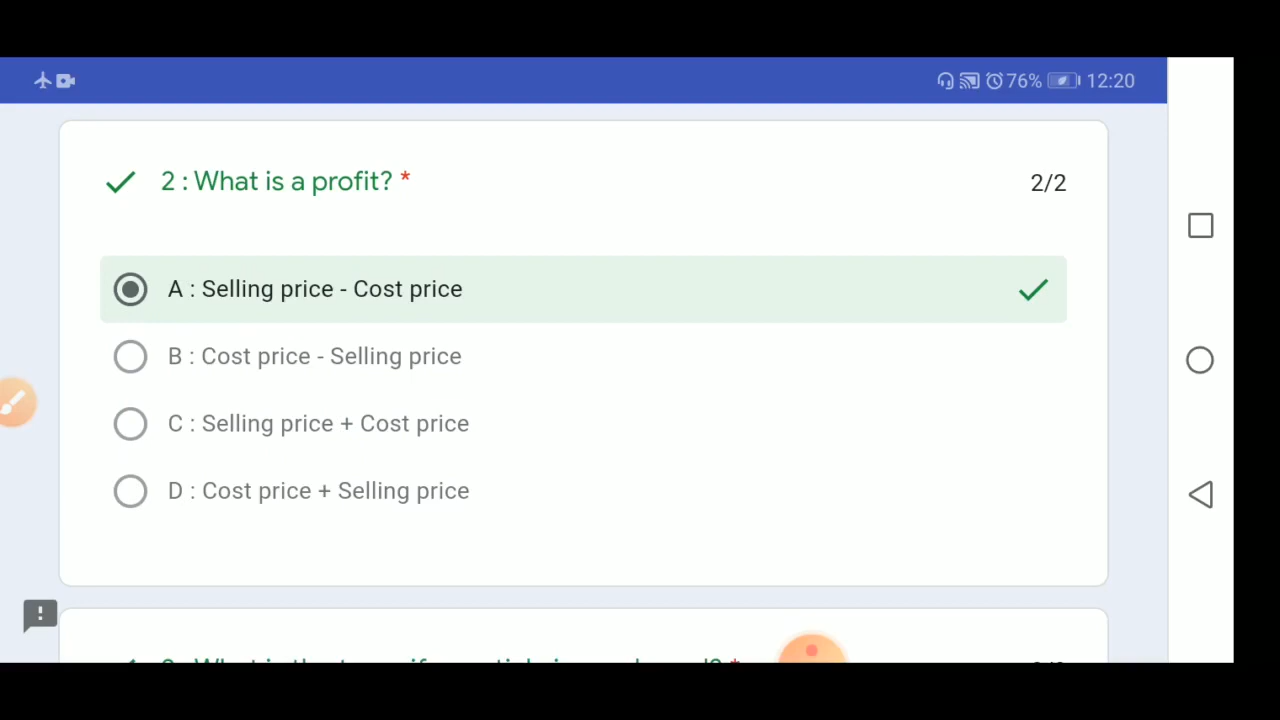 76% 12:20
2 : What is a profit? * 2/2
A : Selling price - Cost price
B : Cost price - Selling price
C : Selling price + Cost price
D : Cost price + Selling price